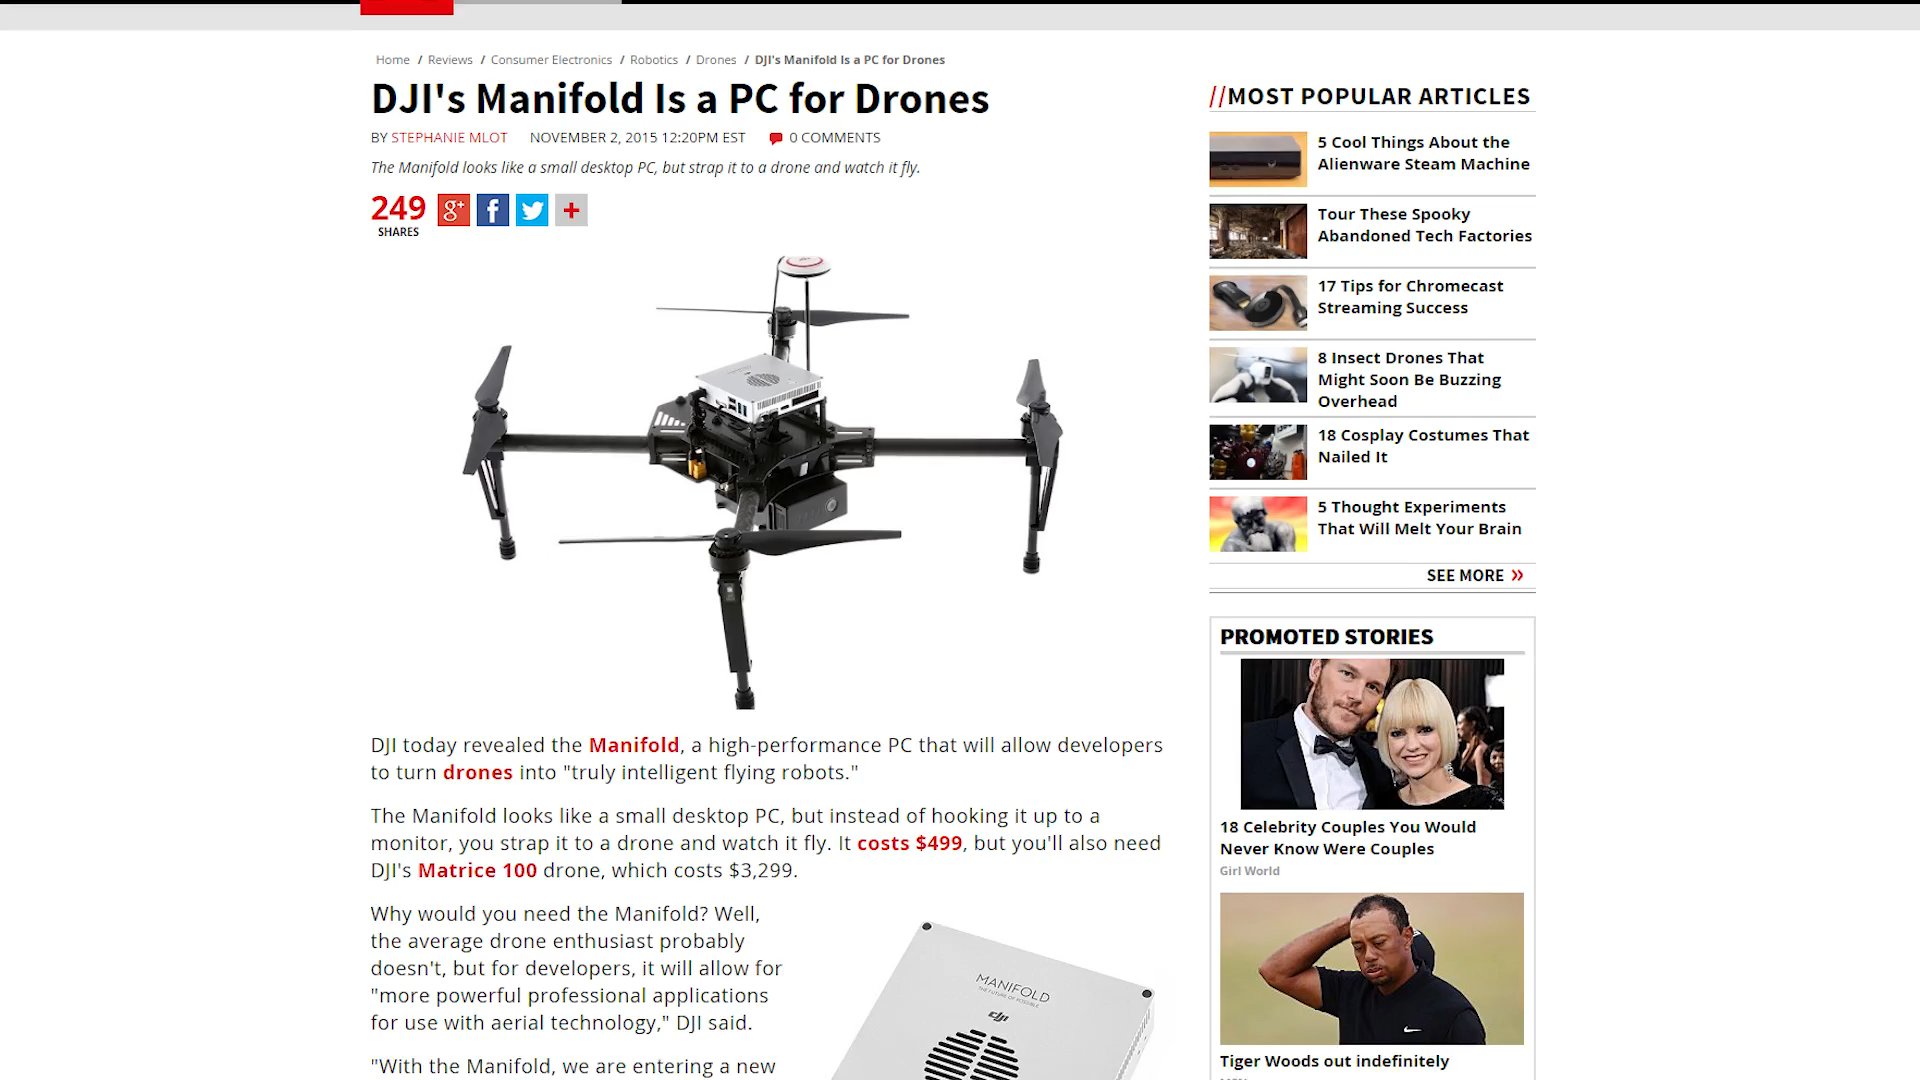 Home / Reviews / Consumer Electronics / Robotics / Drones / DJI's Manifold Is a PC for Drones
DJI's Manifold Is a PC for Drones
BY STEPHANIE MLOT NOVEMBER 2, 2015 12:20PM EST 0 COMMENTS
The Manifold looks like a small desktop PC, but strap it to a drone and watch it fly.
249
SHARES
g+ f +
DJI today revealed the Manifold, a high-performance PC that will allow developers
to turn drones into "truly intelligent flying robots."
The Manifold looks like a small desktop PC, but instead of hooking it up to a
monitor, you strap it to a drone and watch it fly. It costs $499, but you'll also need
DJI's Matrice 100 drone, which costs $3,299.
Why would you need the Manifold? Well,
the average drone enthusiast probably
doesn't, but for developers, it will allow for
"more powerful professional applications
for use with aerial technology," DJI said.
"With the Manifold, we are entering a new
MANIFOLD
THE FUTURE OF POSSIBLE
dji
//MOST POPULAR ARTICLES
5 Cool Things About the
Alienware Steam Machine
Tour These Spooky
Abandoned Tech Factories
17 Tips for Chromecast
Streaming Success
8 Insect Drones That
Might Soon Be Buzzing
Overhead
18 Cosplay Costumes That
Nailed It
5 Thought Experiments
That Will Melt Your Brain
SEE MORE »
PROMOTED STORIES
18 Celebrity Couples You Would
Never Know Were Couples
Girl World
Tiger Woods out indefinitely